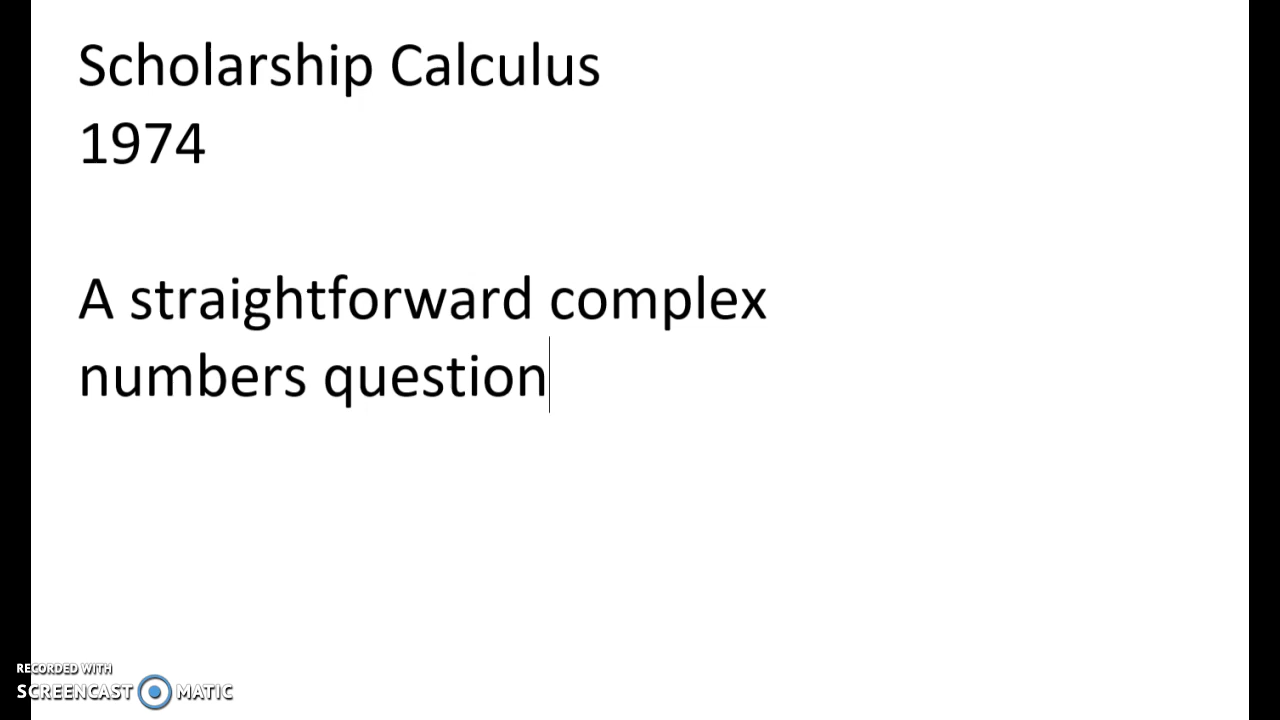 Scholarship Calculus
1974
A straightforward complex
numbers question
RECORDED WITH
SCREENCAST MATIC